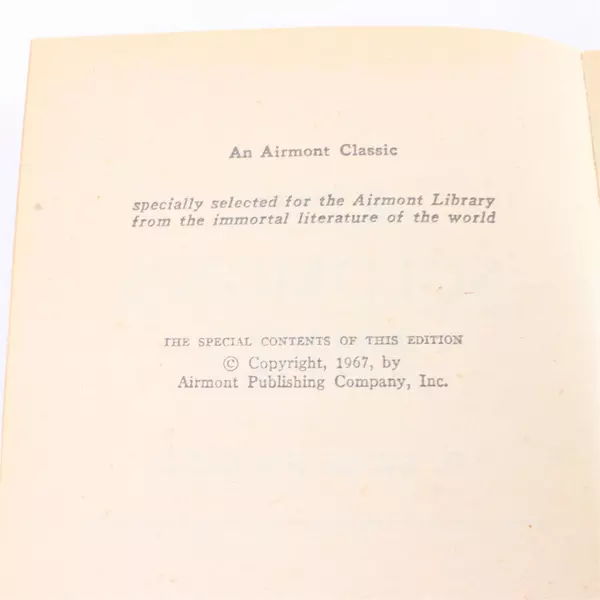 An Airmont Classic
specially selected for the Airmont Library
from the immortal literature of the world
THE SPECIAL CONTENTS OF THIS EDITION
© Copyright, 1967, by
Airmont Publishing Company, Inc.